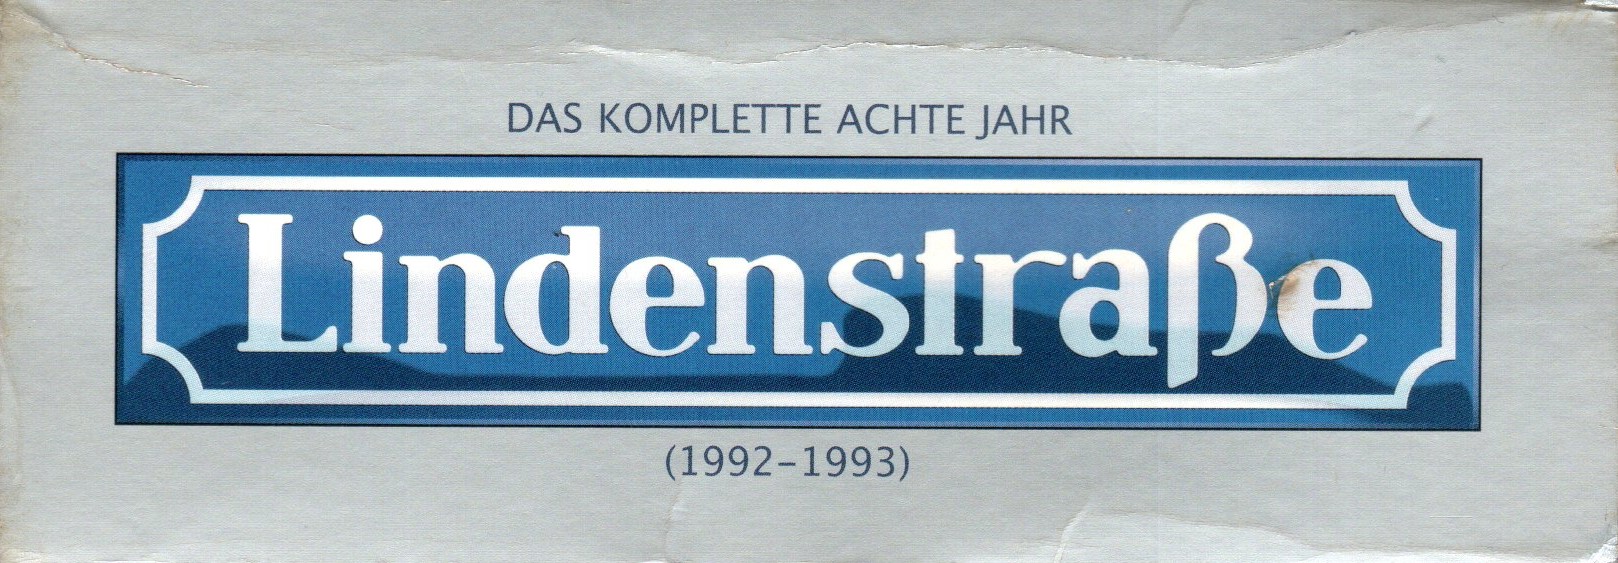 DAS KOMPLETTE ACHTE JAHR
Lindenstraße
(1992–1993)